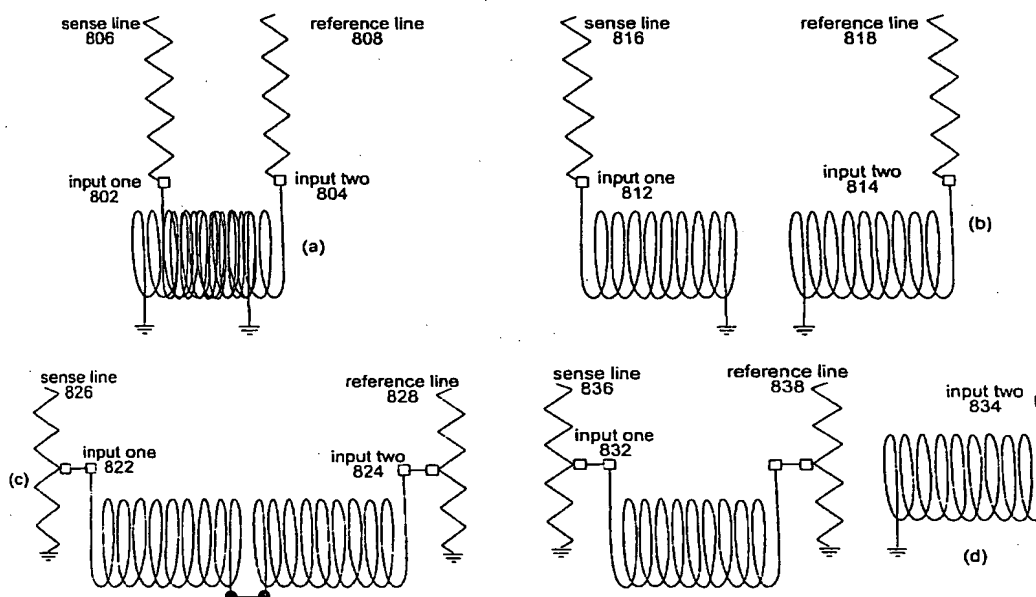 sense line
806
reference line
808
input one
802
input two
804
(a)
sense line
816
reference line
818
input one
812
input two
814
(b)
sense line
826
reference line
828
input one
822
input two
824
(c)
sense line
836
reference line
838
input one
832
input two
834
(d)